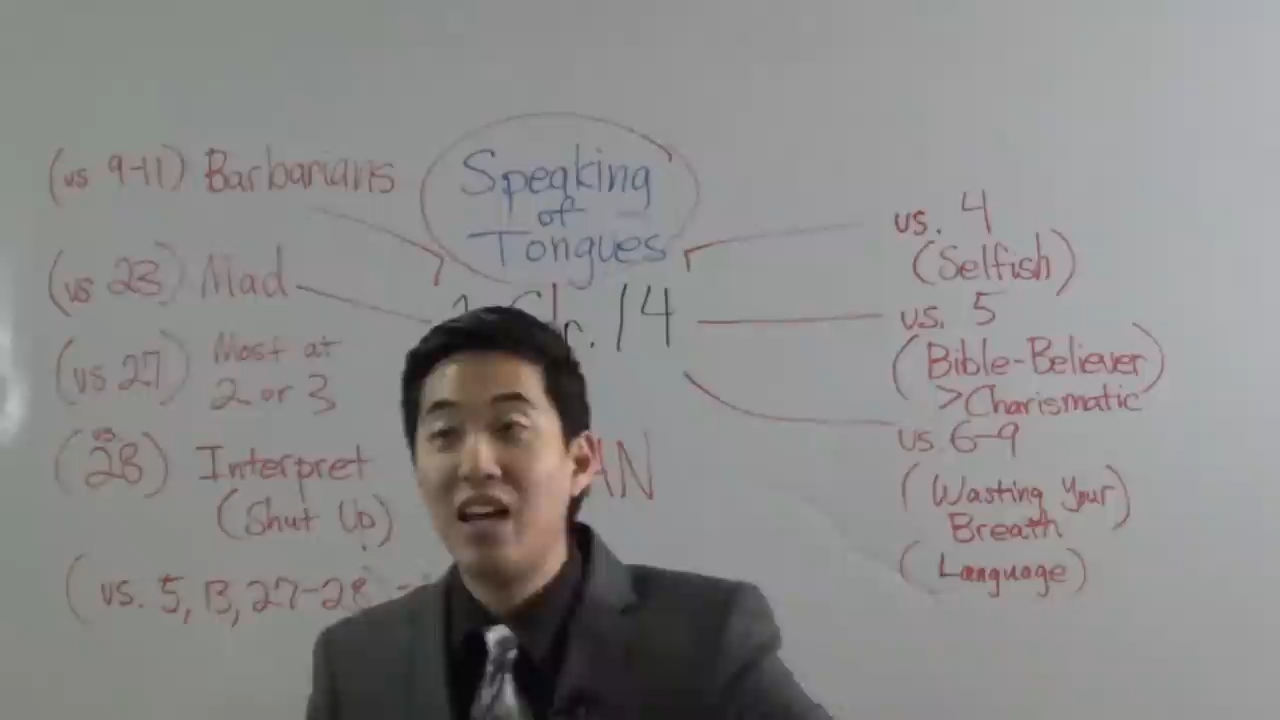 Speaking
of
Tongues
14
(vs 9-11) Barbarians
(vs 23) Mad
(vs 27) Most at
2 or 3
(vs. 28) Interpret
(Shut Up)
(vs. 5, 13, 27-28
vs. 4
(Selfish)
vs. 5
(Bible-Believer)
>Charismatic
vs 6-9
(Wasting Your)
Breath
(Language)